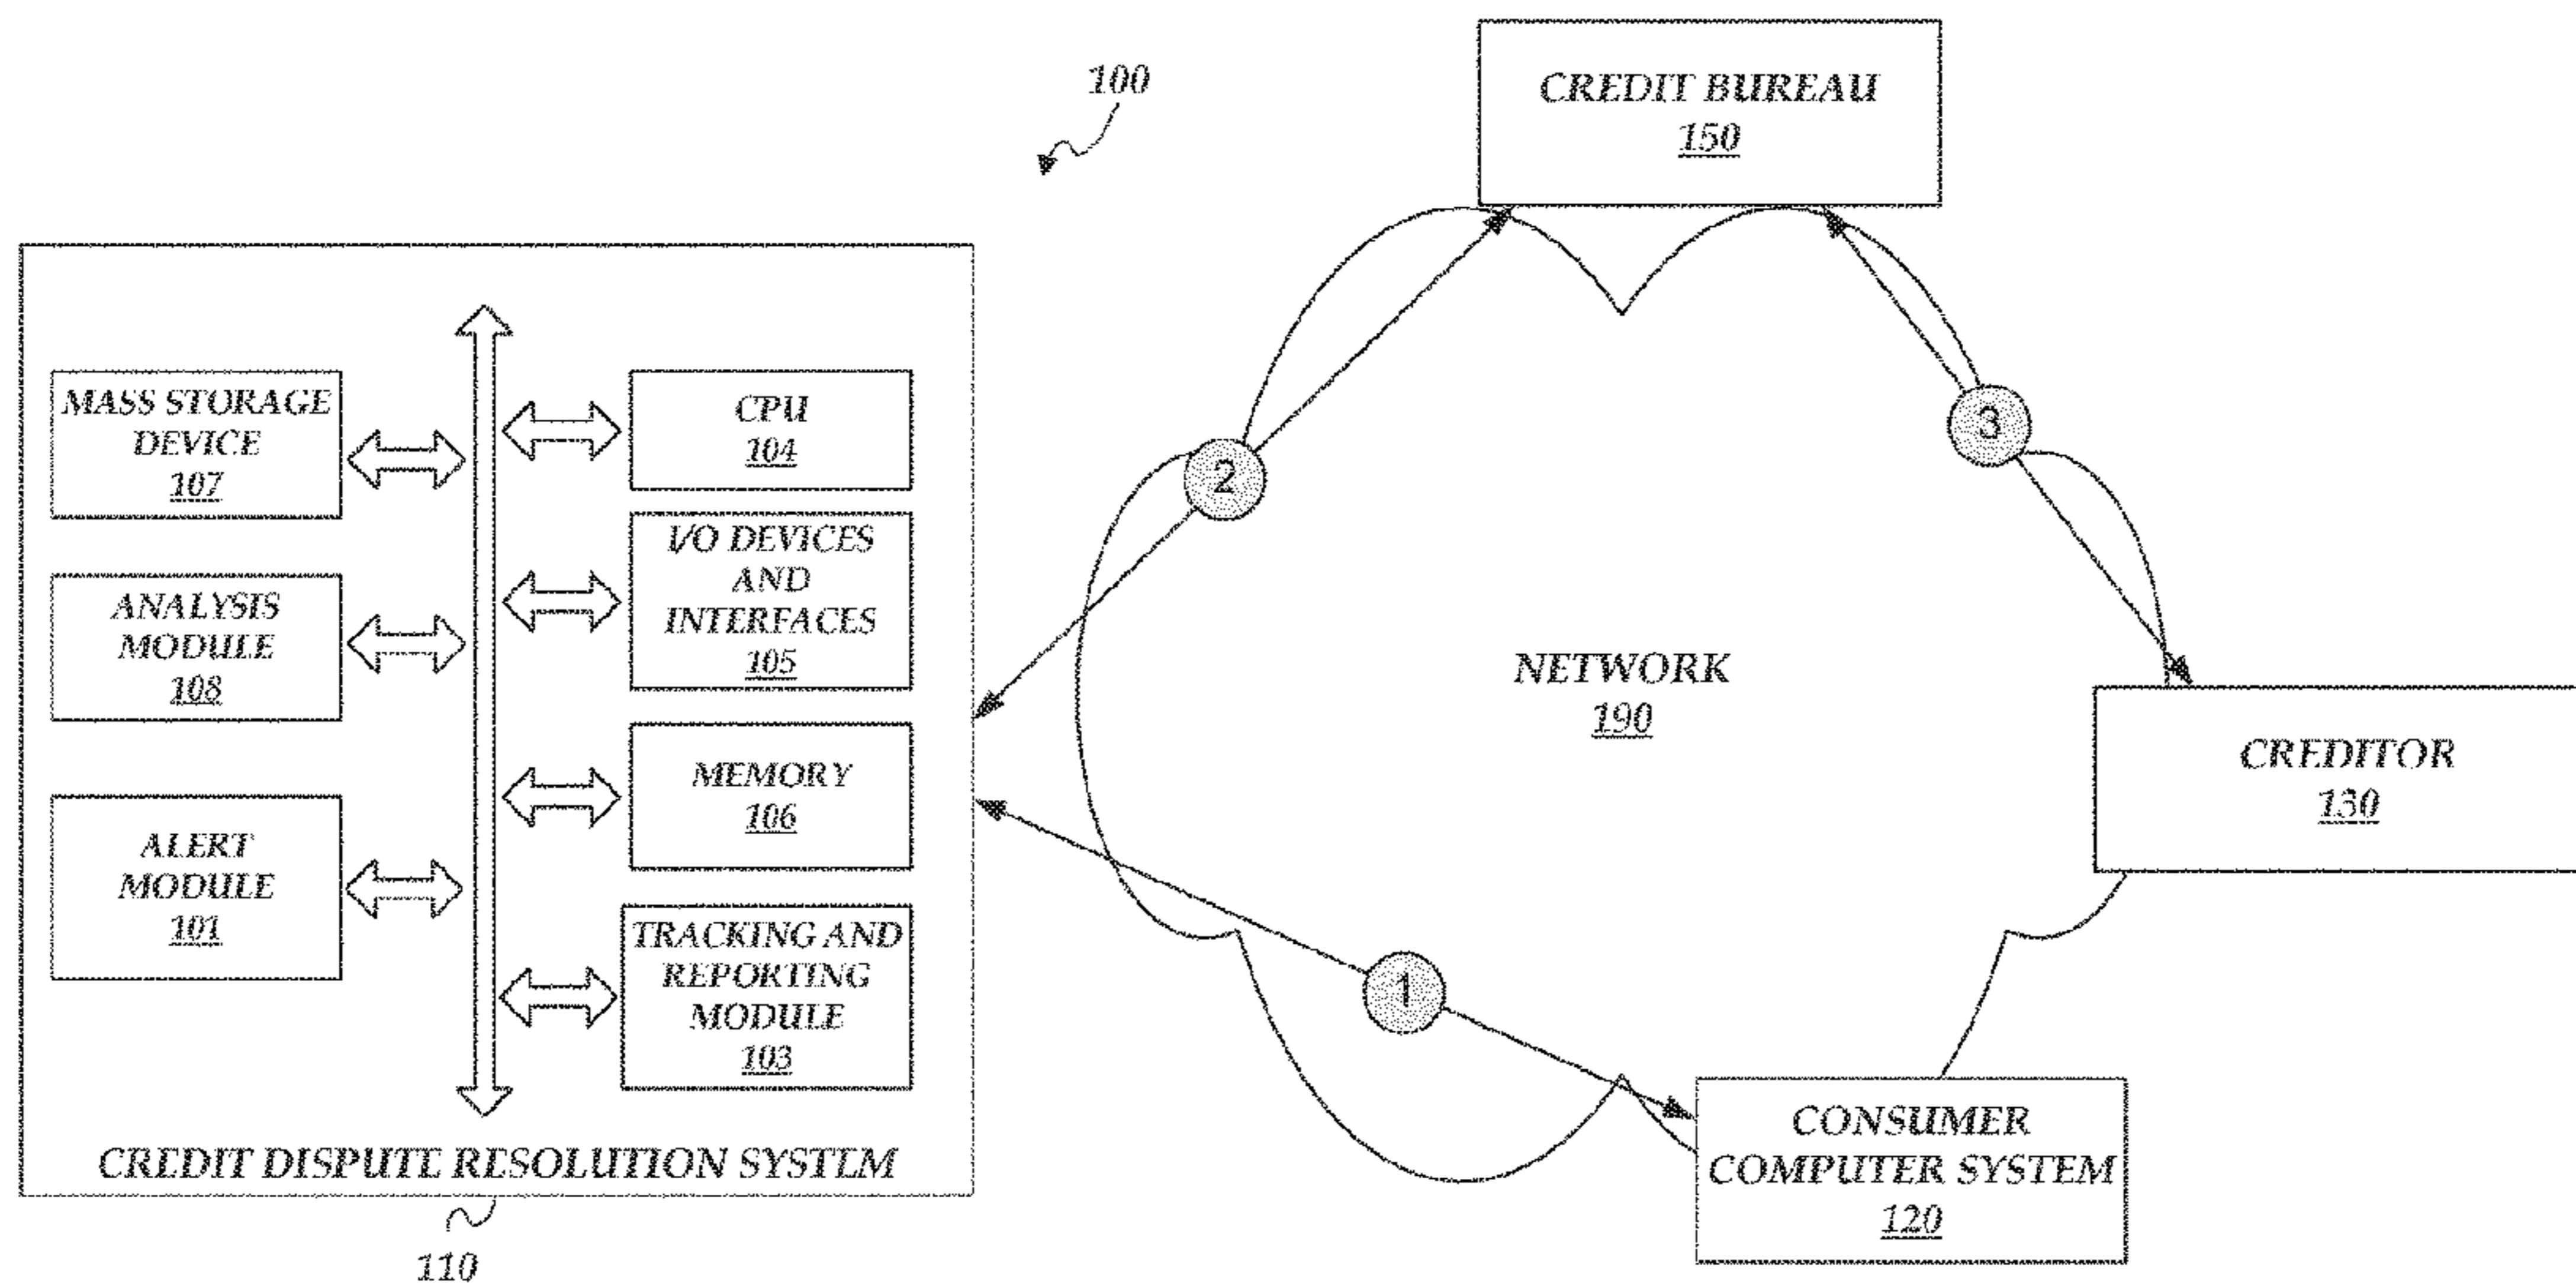 100
CREDIT BUREAU
150
MASS STORAGE
DEVICE
107
CPU
104
ANALYSIS
MODULE
108
I/O DEVICES
AND
INTERFACES
105
ALERT
MODULE
101
MEMORY
106
TRACKING AND
REPORTING
MODULE
103
CREDIT DISPUTE RESOLUTION SYSTEM
110
2
3
NETWORK
190
CREDITOR
130
1
CONSUMER
COMPUTER SYSTEM
120